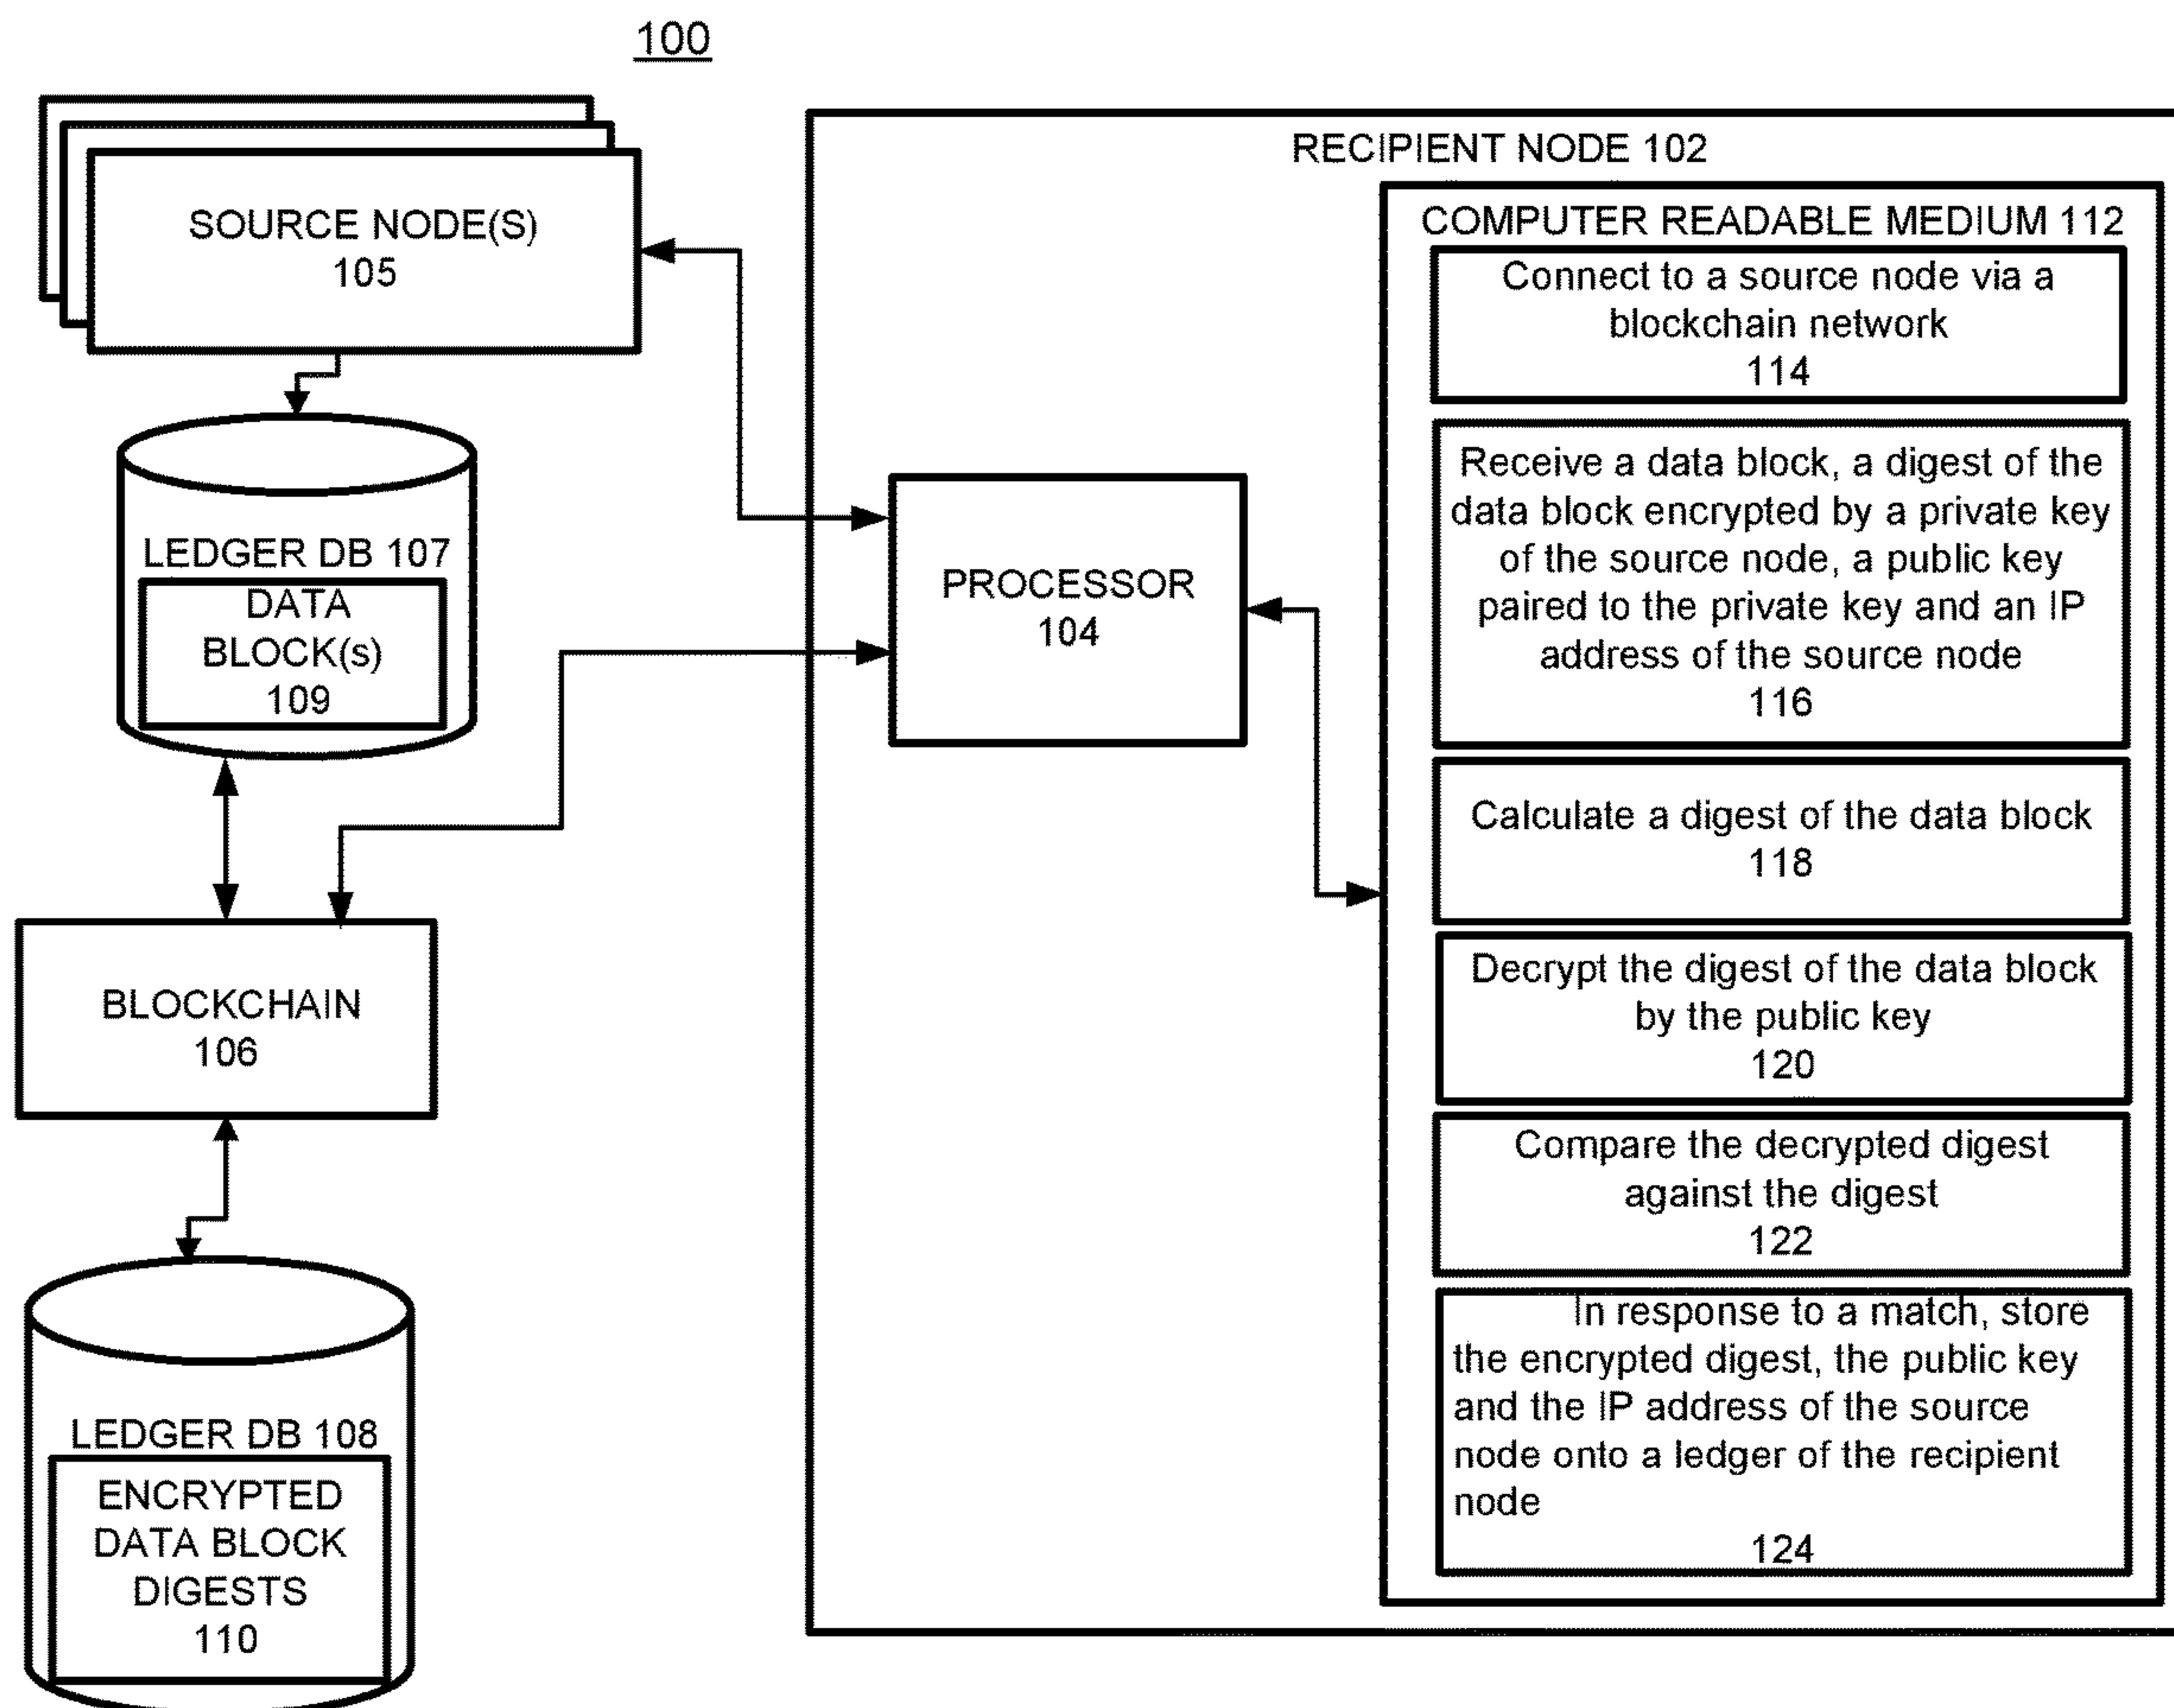 100
SOURCE NODE(S)
105
LEDGER DB 107
DATA
BLOCK(s)
109
BLOCKCHAIN
106
LEDGER DB 108
ENCRYPTED
DATA BLOCK
DIGESTS
110
RECIPIENT NODE 102
PROCESSOR
104
COMPUTER READABLE MEDIUM 112
Connect to a source node via a
blockchain network
114
Receive a data block, a digest of the
data block encrypted by a private key
of the source node, a public key
paired to the private key and an IP
address of the source node
116
Calculate a digest of the data block
118
Decrypt the digest of the data block
by the public key
120
Compare the decrypted digest
against the digest
122
In response to a match, store
the encrypted digest, the public key
and the IP address of the source
node onto a ledger of the recipient
node
124